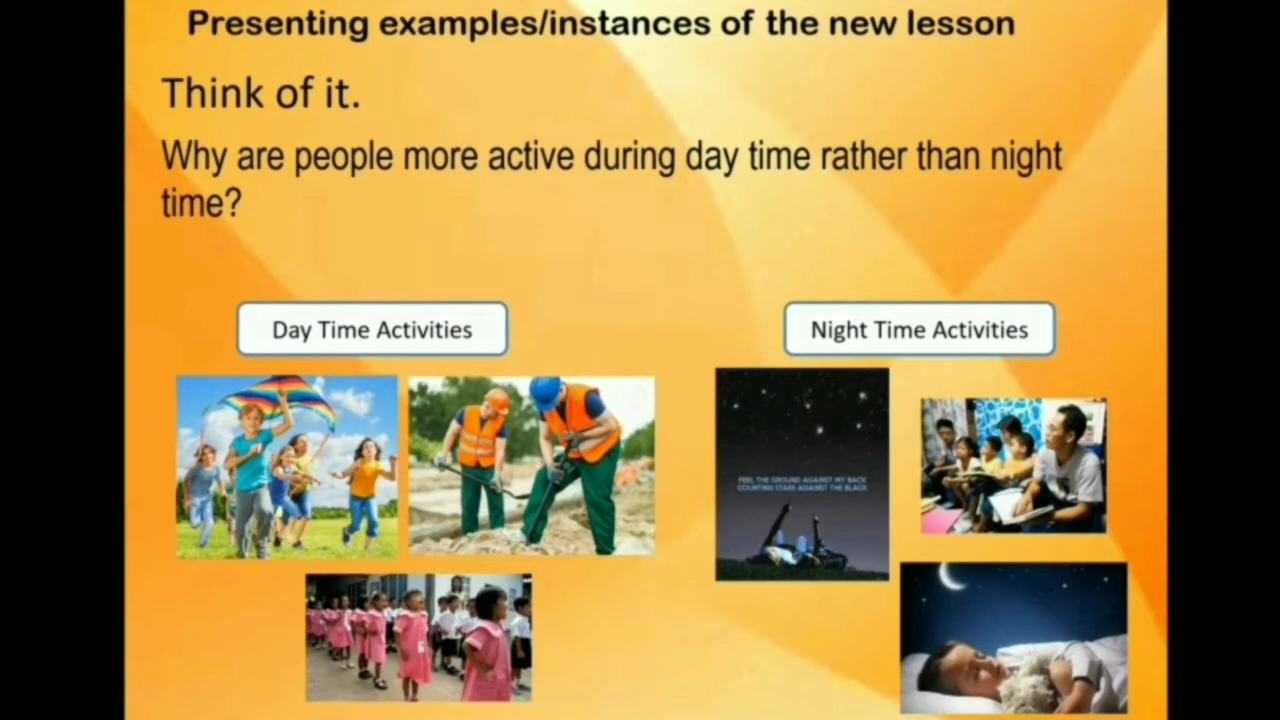 Presenting examples/instances of the new lesson
Think of it.
Why are people more active during day time rather than night
time?
Day Time Activities
Night Time Activities
FEEL THE GROUND AGAINST MY BACK
COUNTING STARS AGAINST THE BLACK